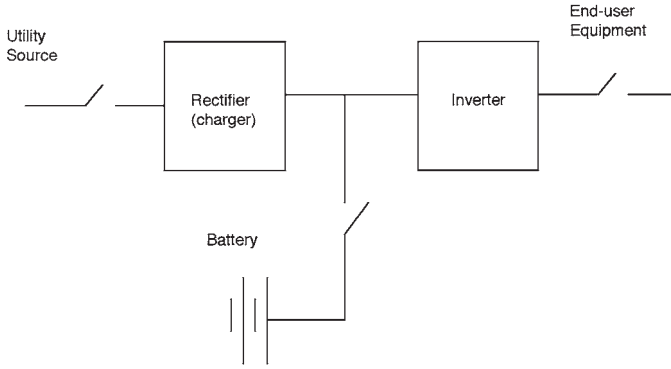 Utility
Source
Rectifier
(charger)
Inverter
End-user
Equipment
Battery